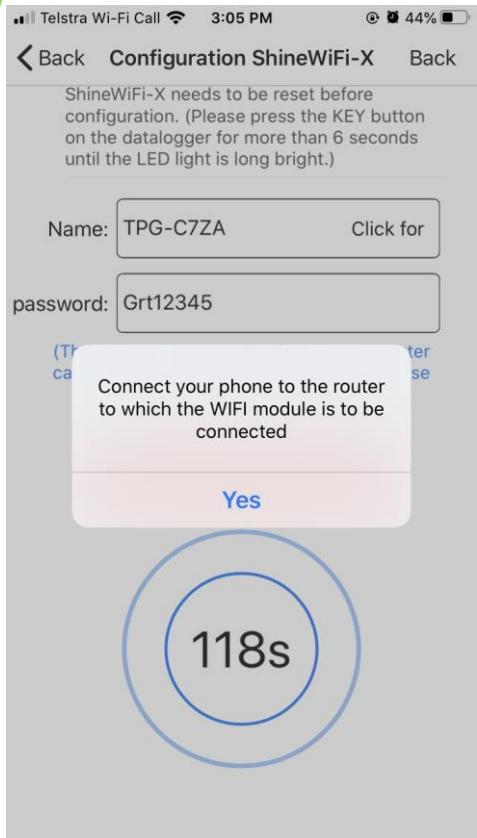 Telstra Wi-Fi Call 3:05 PM 44%
Back Configuration ShineWiFi-X Back
ShineWiFi-X needs to be reset before
configuration. (Please press the KEY button
on the datalogger for more than 6 seconds
until the LED light is long bright.)
Name: TPG-C7ZA Click for
password: Grt12345
Connect your phone to the router
to which the WIFI module is to be
connected
Yes
118s